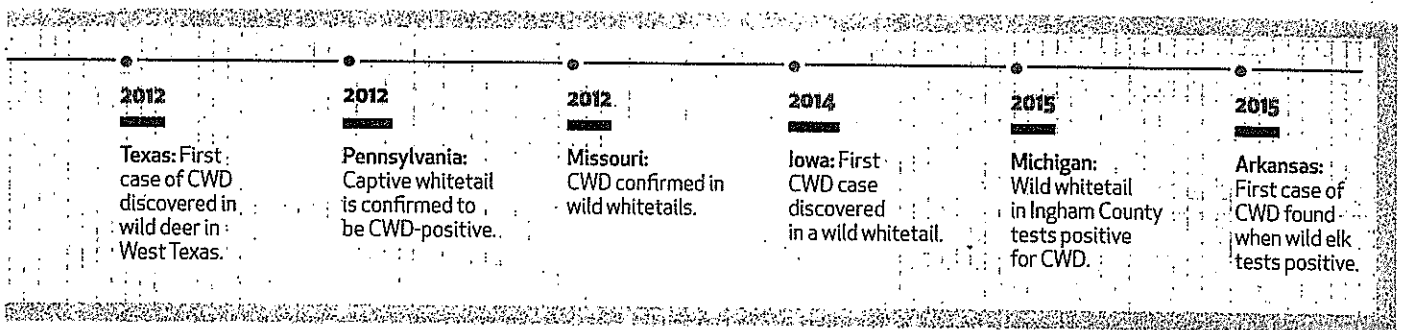 2012
Texas: First
case of CWD
discovered in
wild deer in
West Texas.
2012
Pennsylvania:
Captive whitetail
is confirmed to
be CWD-positive.
2012
Missouri:
CWD confirmed in
wild whitetails.
2014
Iowa: First
CWD case
discovered
in a wild whitetail.
2015
Michigan:
Wild whitetail
in Ingham County
tests positive
for CWD.
2015
Arkansas:
First case of
CWD found
when wild elk
tests positive.